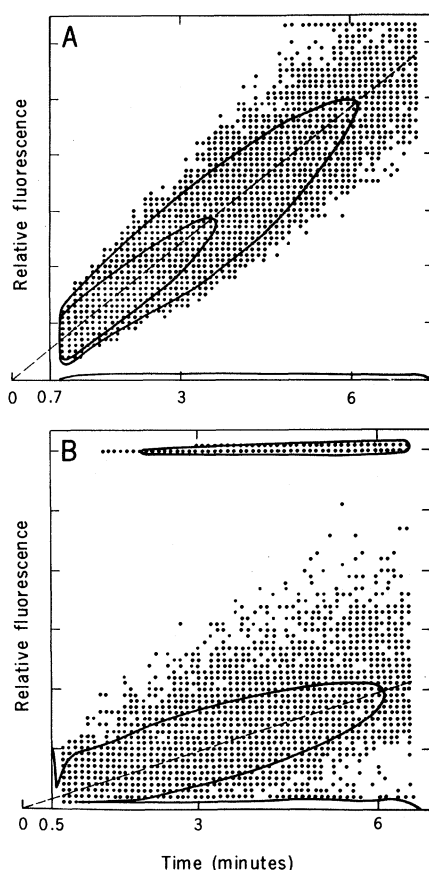 A
Relative fluorescence
0 0.7 3 6
B
Relative fluorescence
0 0.5 3 6
Time (minutes)